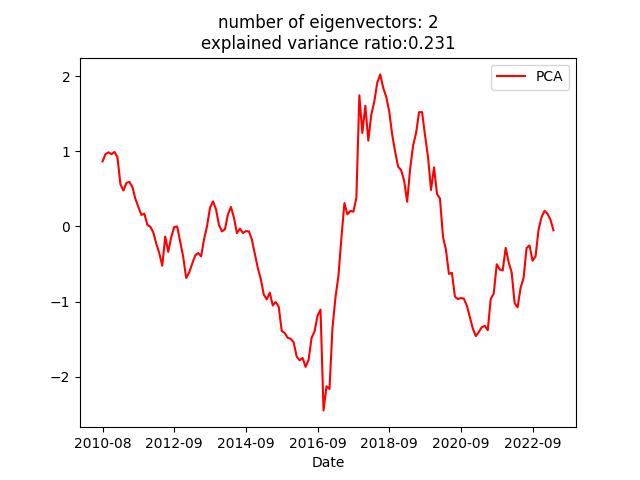 number of eigenvectors: 2
explained variance ratio:0.231
PCA
2
1
0
−1
−2
2010-08 2012-09 2014-09 2016-09 2018-09 2020-09 2022-09
Date